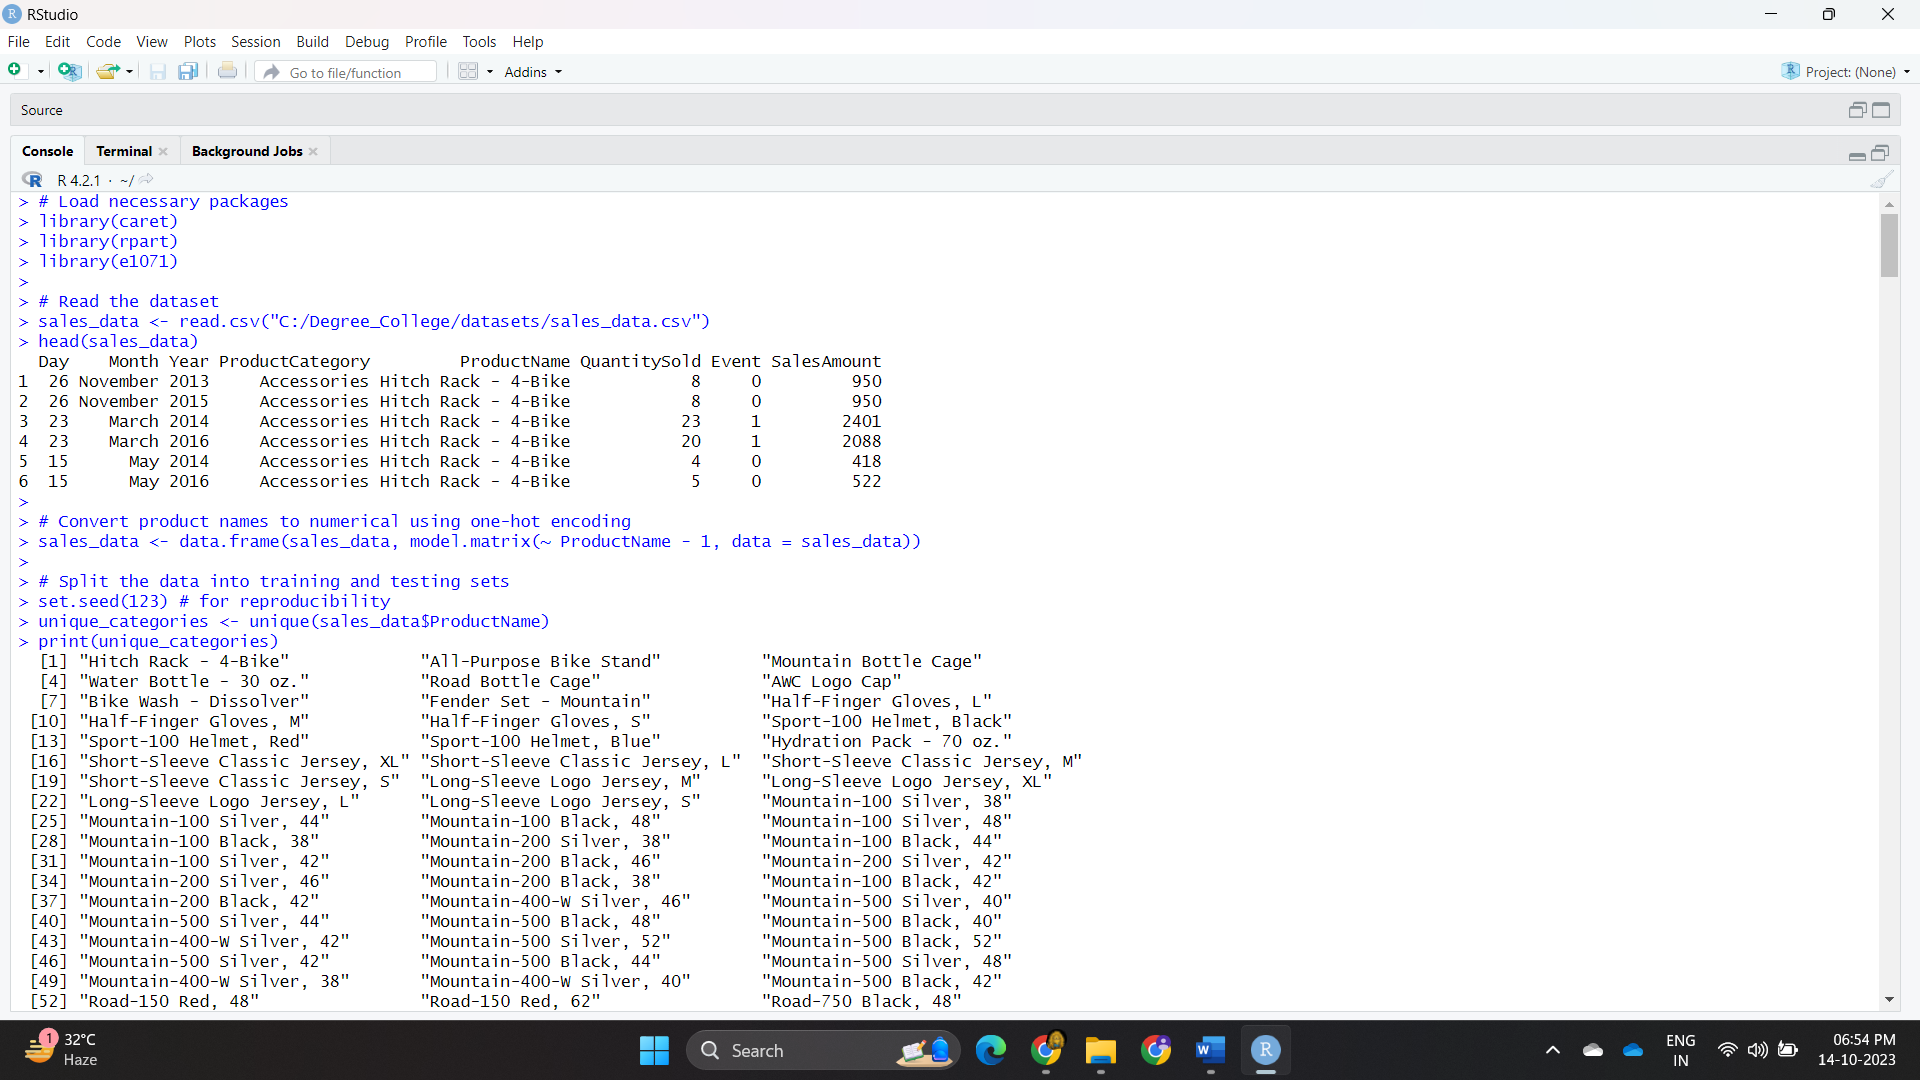 RStudio
File Edit Code View Plots Session Build Debug Profile Tools Help
Go to file/function Addins Project: (None)
Source
Console Terminal Background Jobs
R 4.2.1 · ~/
> # Load necessary packages
> library(caret)
> library(rpart)
> library(e1071)
>
> # Read the dataset
> sales_data <- read.csv("C:/Degree_College/datasets/sales_data.csv")
> head(sales_data)
  Day    Month Year ProductCategory         ProductName QuantitySold Event SalesAmount
1  26 November 2013     Accessories Hitch Rack - 4-Bike            8     0         950
2  26 November 2015     Accessories Hitch Rack - 4-Bike            8     0         950
3  23    March 2014     Accessories Hitch Rack - 4-Bike           23     1        2401
4  23    March 2016     Accessories Hitch Rack - 4-Bike           20     1        2088
5  15      May 2014     Accessories Hitch Rack - 4-Bike            4     0         418
6  15      May 2016     Accessories Hitch Rack - 4-Bike            5     0         522
>
> # Convert product names to numerical using one-hot encoding
> sales_data <- data.frame(sales_data, model.matrix(~ ProductName - 1, data = sales_data))
>
> # Split the data into training and testing sets
> set.seed(123) # for reproducibility
> unique_categories <- unique(sales_data$ProductName)
> print(unique_categories)
 [1] "Hitch Rack - 4-Bike" "All-Purpose Bike Stand" "Mountain Bottle Cage"
 [4] "Water Bottle - 30 oz." "Road Bottle Cage" "AWC Logo Cap"
 [7] "Bike Wash - Dissolver" "Fender Set - Mountain" "Half-Finger Gloves, L"
[10] "Half-Finger Gloves, M" "Half-Finger Gloves, S" "Sport-100 Helmet, Black"
[13] "Sport-100 Helmet, Red" "Sport-100 Helmet, Blue" "Hydration Pack - 70 oz."
[16] "Short-Sleeve Classic Jersey, XL" "Short-Sleeve Classic Jersey, L" "Short-Sleeve Classic Jersey, M"
[19] "Short-Sleeve Classic Jersey, S" "Long-Sleeve Logo Jersey, M" "Long-Sleeve Logo Jersey, XL"
[22] "Long-Sleeve Logo Jersey, L" "Long-Sleeve Logo Jersey, S" "Mountain-100 Silver, 38"
[25] "Mountain-100 Silver, 44" "Mountain-100 Black, 48" "Mountain-100 Silver, 48"
[28] "Mountain-100 Black, 38" "Mountain-200 Silver, 38" "Mountain-100 Black, 44"
[31] "Mountain-100 Silver, 42" "Mountain-200 Black, 46" "Mountain-200 Silver, 42"
[34] "Mountain-200 Silver, 46" "Mountain-200 Black, 38" "Mountain-100 Black, 42"
[37] "Mountain-200 Black, 42" "Mountain-400-W Silver, 46" "Mountain-500 Silver, 40"
[40] "Mountain-500 Silver, 44" "Mountain-500 Black, 48" "Mountain-500 Black, 40"
[43] "Mountain-400-W Silver, 42" "Mountain-500 Silver, 52" "Mountain-500 Black, 52"
[46] "Mountain-500 Silver, 42" "Mountain-500 Black, 44" "Mountain-500 Silver, 48"
[49] "Mountain-400-W Silver, 38" "Mountain-400-W Silver, 40" "Mountain-500 Black, 42"
[52] "Road-150 Red, 48" "Road-150 Red, 62" "Road-750 Black, 48"
1 32°C Search ENG 06:54 PM
Haze IN 14-10-2023